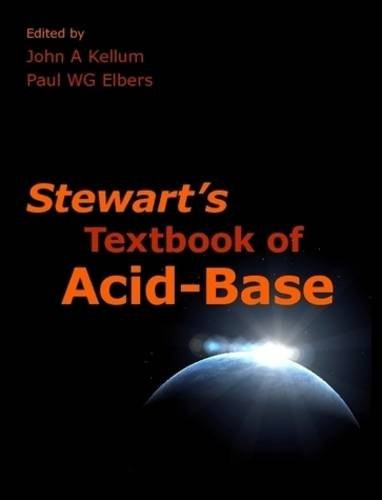 Edited by
John A Kellum
Paul WG Elbers
Stewart's
Textbook of
Acid-Base